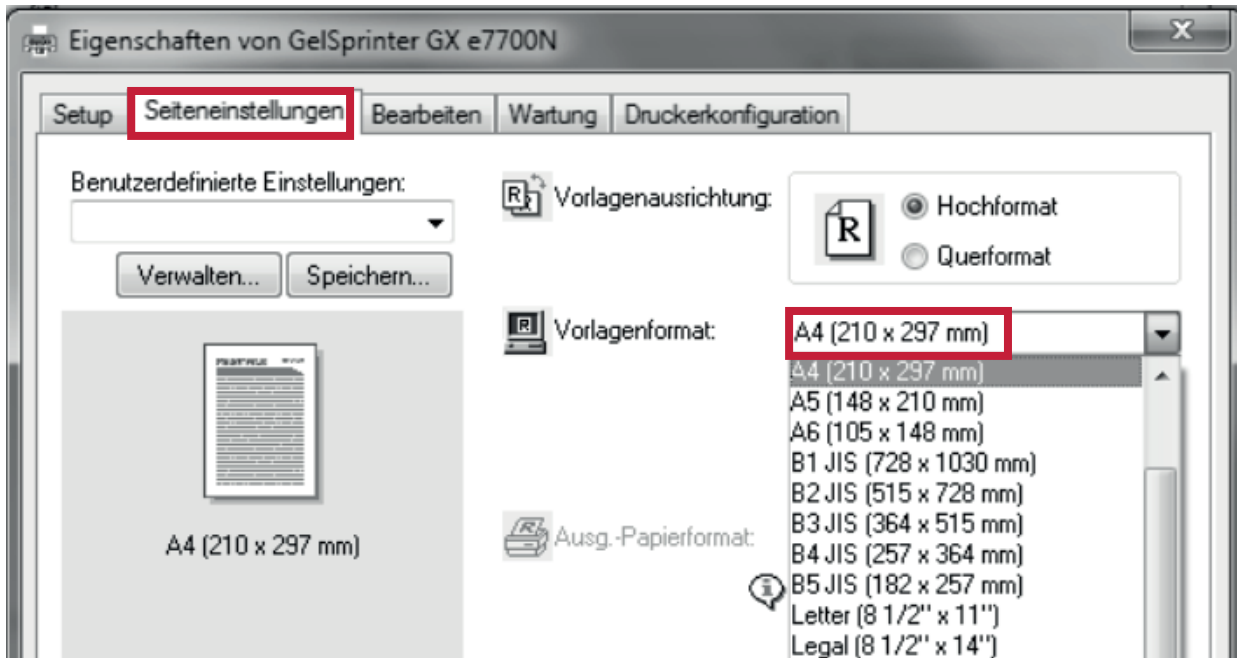 Eigenschaften von GelSprinter GX e7700N
Setup
Seiteneinstellungen
Bearbeiten
Wartung
Druckerkonfiguration
Benutzerdefinierte Einstellungen:
Verwalten...
Speichern...
A4 (210 x 297 mm)
Vorlagenausrichtung:
R
Hochformat
Querformat
Vorlagenformat:
A4 (210 x 297 mm)
A4 (210 x 297 mm)
A5 (148 x 210 mm)
A6 (105 x 148 mm)
B1 JIS (728 x 1030 mm)
B2 JIS (515 x 728 mm)
B3 JIS (364 x 515 mm)
B4 JIS (257 x 364 mm)
B5 JIS (182 x 257 mm)
Letter (8 1/2" x 11")
Legal (8 1/2" x 14")
Ausg.-Papierformat: